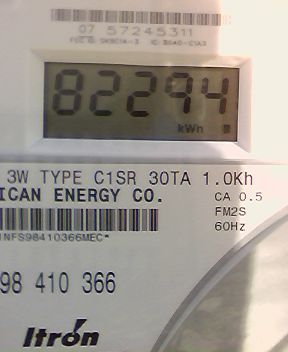 07 57245311
82294
kWh
3W TYPE C1SR 30TA 1.0Kh
ICAN ENERGY CO.
CA 0.5
FM2S
60Hz
INFS98410366MEC*
98 410 366
Itron